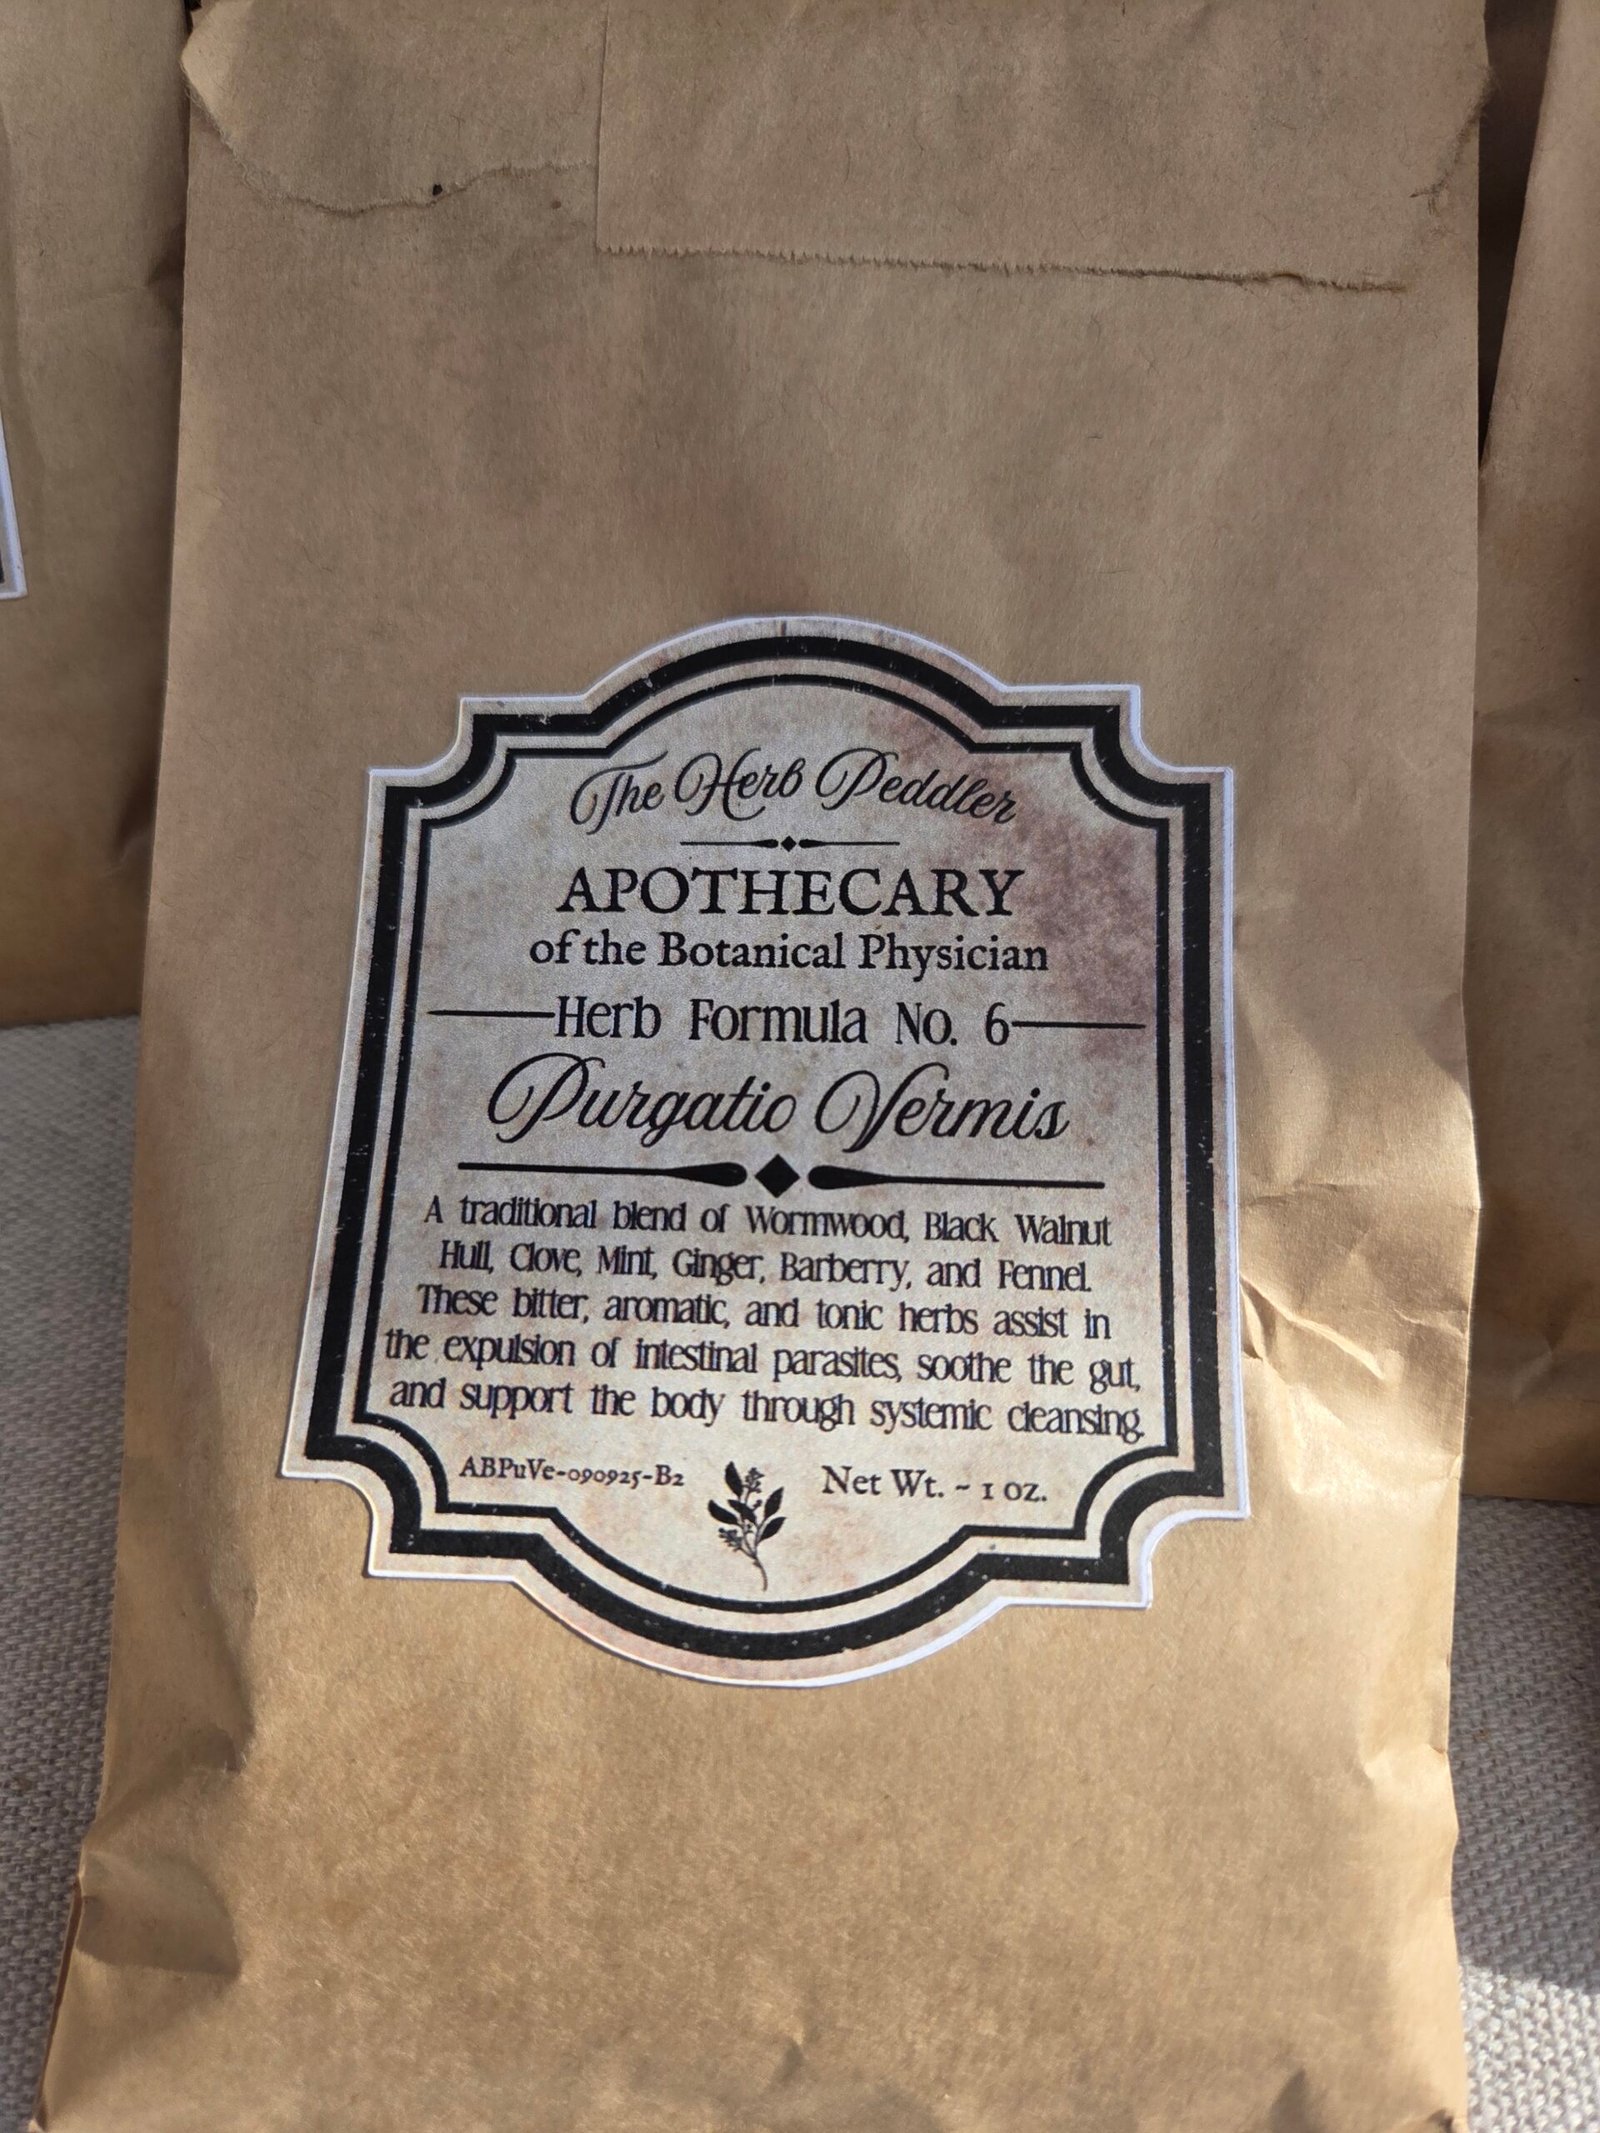 The Herb Peddler
APOTHECARY
of the Botanical Physician
Herb Formula No. 6
Purgatio Vermis
A traditional blend of Wormwood, Black Walnut
Hull, Clove, Mint, Ginger, Barberry, and Fennel.
These bitter, aromatic, and tonic herbs assist in
the expulsion of intestinal parasites, soothe the gut,
and support the body through systemic cleansing.
ABPuVe-090925-B2
Net Wt. ~ 1 oz.